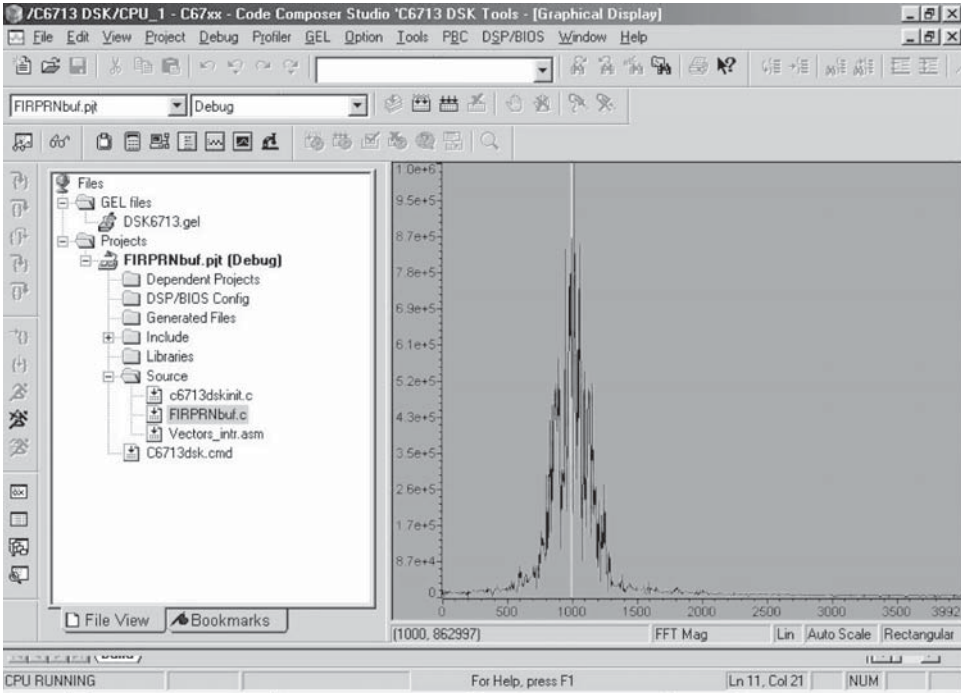 /C6713 DSK/CPU_1 - C67xx - Code Composer Studio 'C6713 DSK Tools - [Graphical Display]
File Edit View Project Debug Profiler GEL Option Tools PBC DSP/BIOS Window Help
FIRPRNbuf.pjt Debug
Files
GEL files
DSK6713.gel
Projects
FIRPRNbuf.pjt (Debug)
Dependent Projects
DSP/BIOS Config
Generated Files
Include
Libraries
Source
c6713dskinit.c
FIRPRNbuf.c
Vectors_intr.asm
C6713dsk.cmd
File View Bookmarks
1.0e+6
9.5e+5
8.7e+5
7.8e+5
6.9e+5
6.1e+5
5.2e+5
4.3e+5
3.5e+5
2.6e+5
1.7e+5
8.7e+4
0
0 500 1000 1500 2000 2500 3000 3500 3992
(1000, 862997) FFT Mag Lin Auto Scale Rectangular
Build
CPU RUNNING For Help, press F1 Ln 11, Col 21 NUM